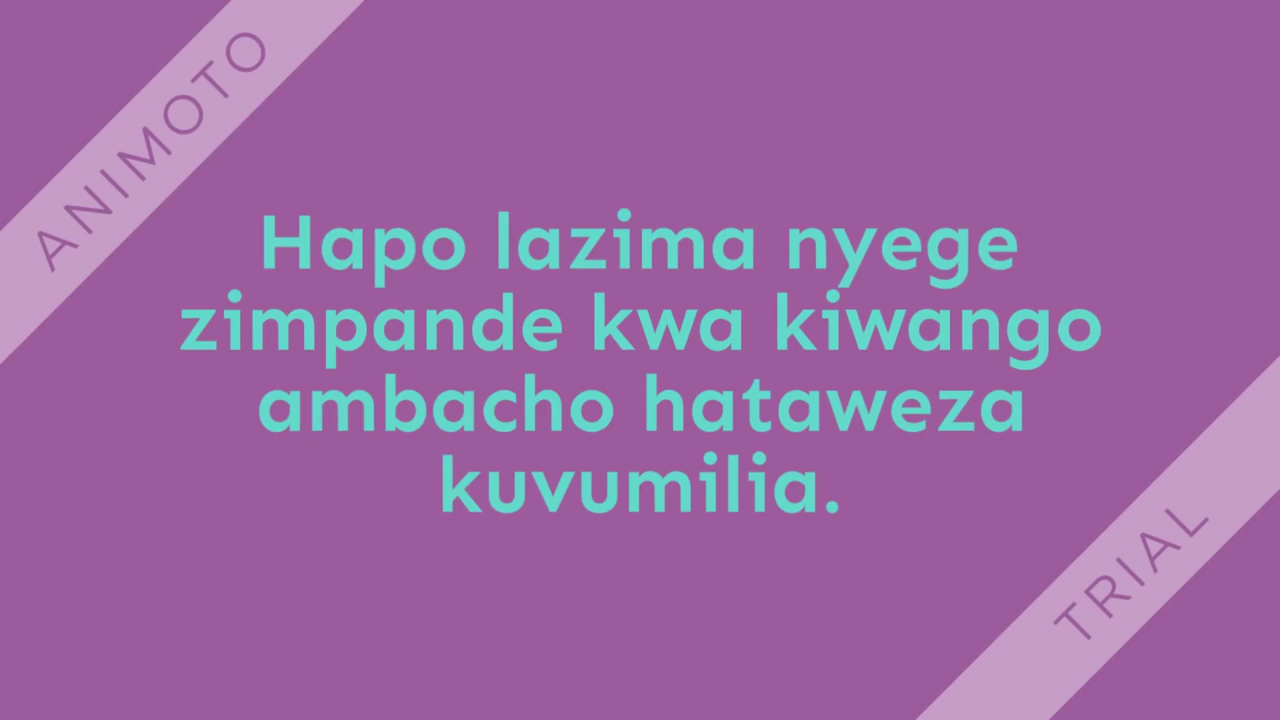 ANIMOTO
Hapo lazima nyege
zimpande kwa kiwango
ambacho hataweza
kuvumilia.
TRIAL